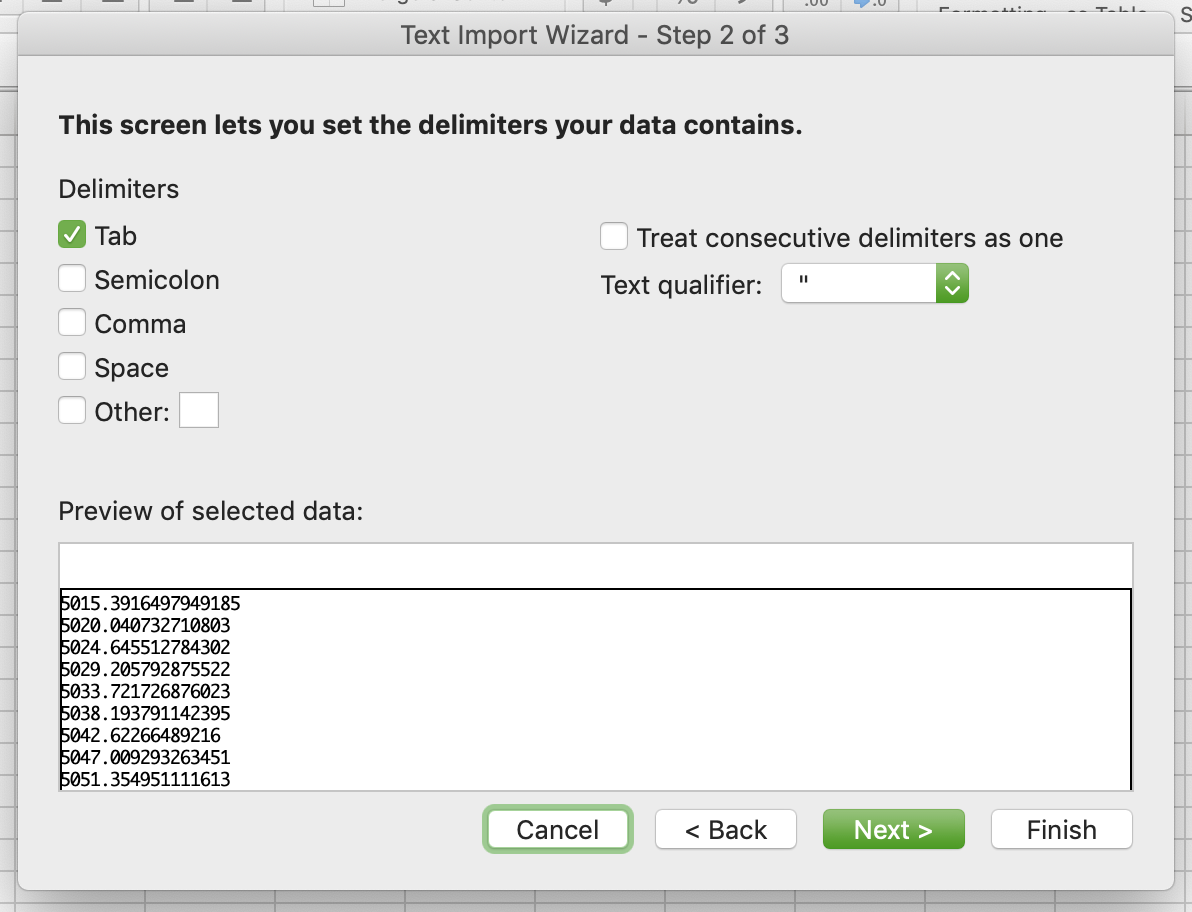 Text Import Wizard - Step 2 of 3
This screen lets you set the delimiters your data contains.
Delimiters
Tab
Semicolon
Comma
Space
Other:
Treat consecutive delimiters as one
Text qualifier: "
Preview of selected data:
5015.3916497949185
5020.040732710803
5024.645512784302
5029.205792875522
5033.721726876023
5038.193791142395
5042.62266489216
5047.009293263451
5051.354951111613
Cancel
< Back
Next >
Finish